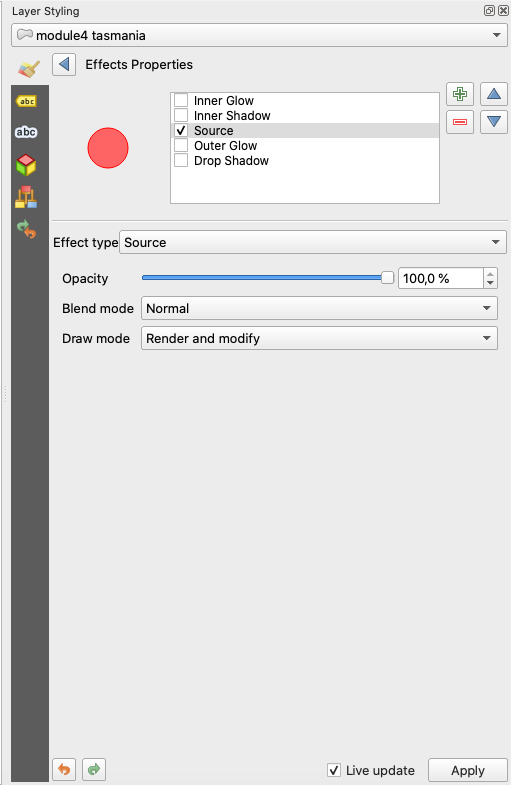 Layer Styling
module4 tasmania
Effects Properties
abc
abc
Inner Glow
Inner Shadow
Source
Outer Glow
Drop Shadow
Effect type Source
Opacity 100,0 %
Blend mode Normal
Draw mode Render and modify
Live update Apply